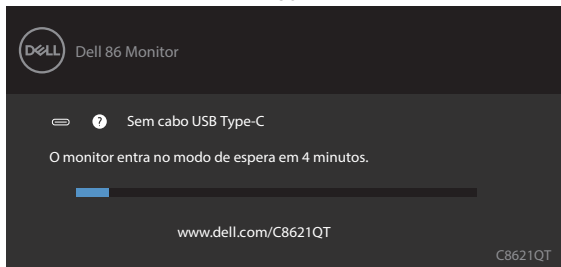 DELL
Dell 86 Monitor
? Sem cabo USB Type-C
O monitor entra no modo de espera em 4 minutos.
www.dell.com/C8621QT
C8621QT